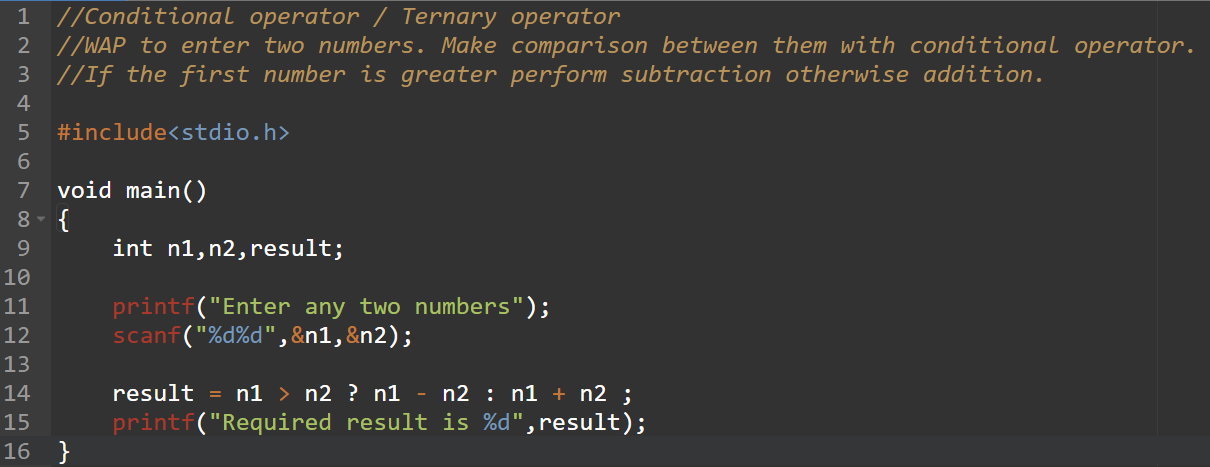 1 //Conditional operator / Ternary operator
2 //WAP to enter two numbers. Make comparison between them with conditional operator.
3 //If the first number is greater perform subtraction otherwise addition.
4
5 #include<stdio.h>
6
7 void main()
8 {
9     int n1,n2,result;
10
11     printf("Enter any two numbers");
12     scanf("%d%d",&n1,&n2);
13
14     result = n1 > n2 ? n1 - n2 : n1 + n2 ;
15     printf("Required result is %d",result);
16 }